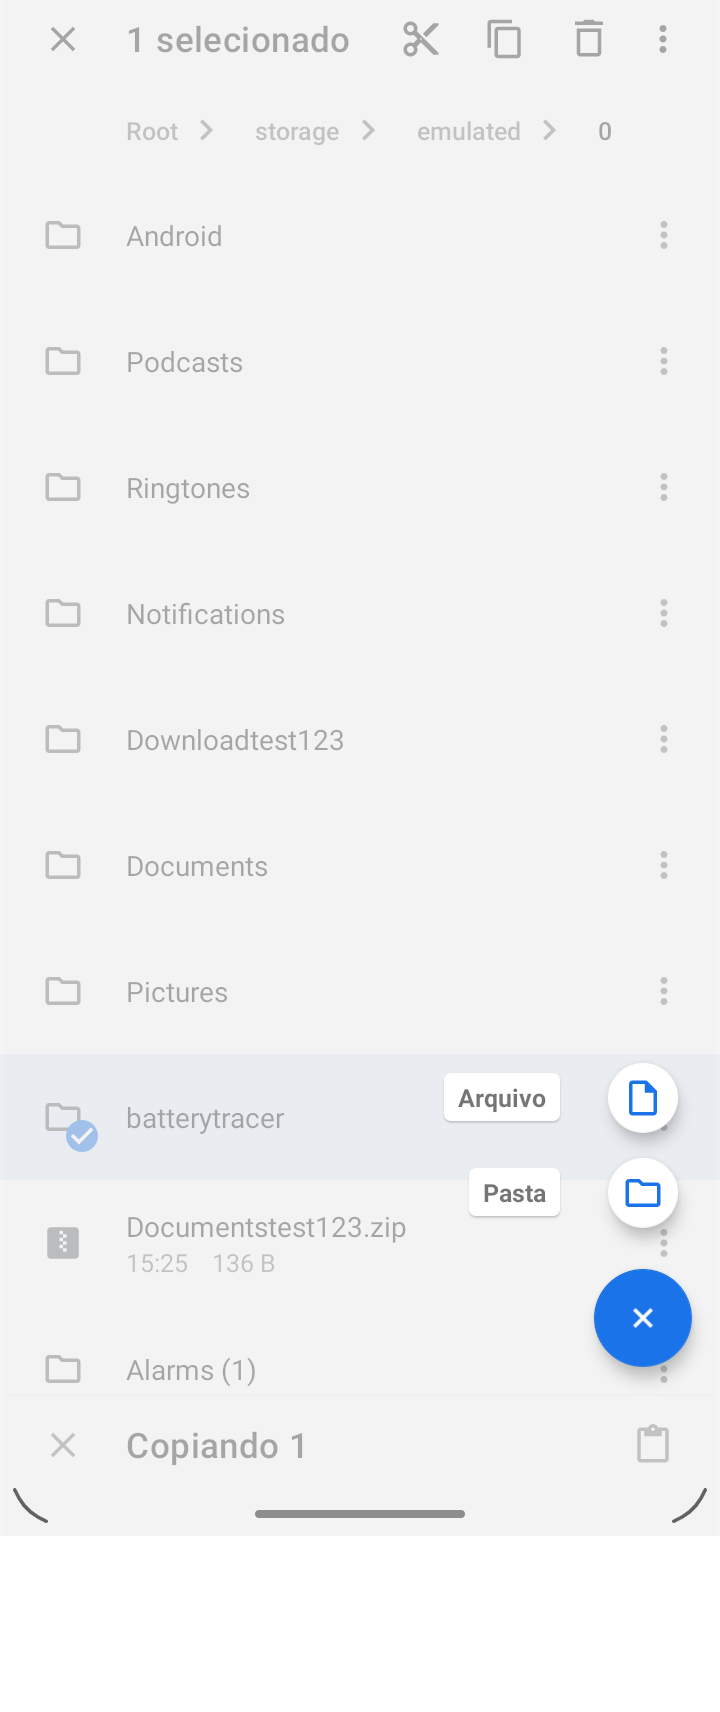 1 selecionado
Root storage emulated 0
Android
Podcasts
Ringtones
Notifications
Downloadtest123
Documents
Pictures
batterytracer
Arquivo
Pasta
Documentstest123.zip
15:25 136 B
Alarms (1)
Copiando 1